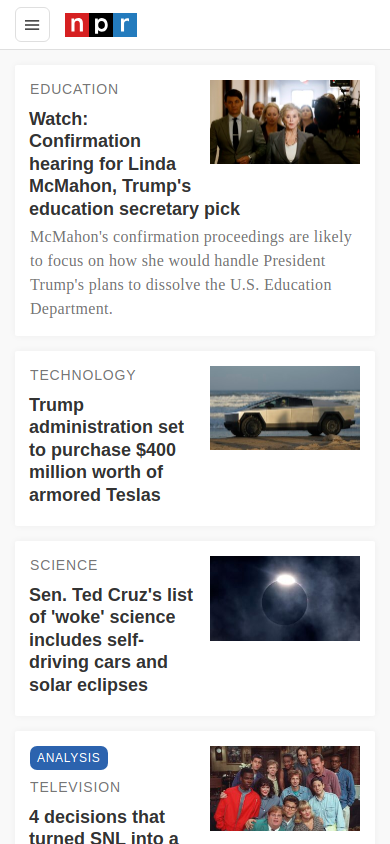 npr
EDUCATION
Watch:
Confirmation
hearing for Linda
McMahon, Trump's
education secretary pick
McMahon's confirmation proceedings are likely
to focus on how she would handle President
Trump's plans to dissolve the U.S. Education
Department.
TECHNOLOGY
Trump
administration set
to purchase $400
million worth of
armored Teslas
SCIENCE
Sen. Ted Cruz's list
of 'woke' science
includes self-
driving cars and
solar eclipses
ANALYSIS
TELEVISION
4 decisions that
turned SNL into a